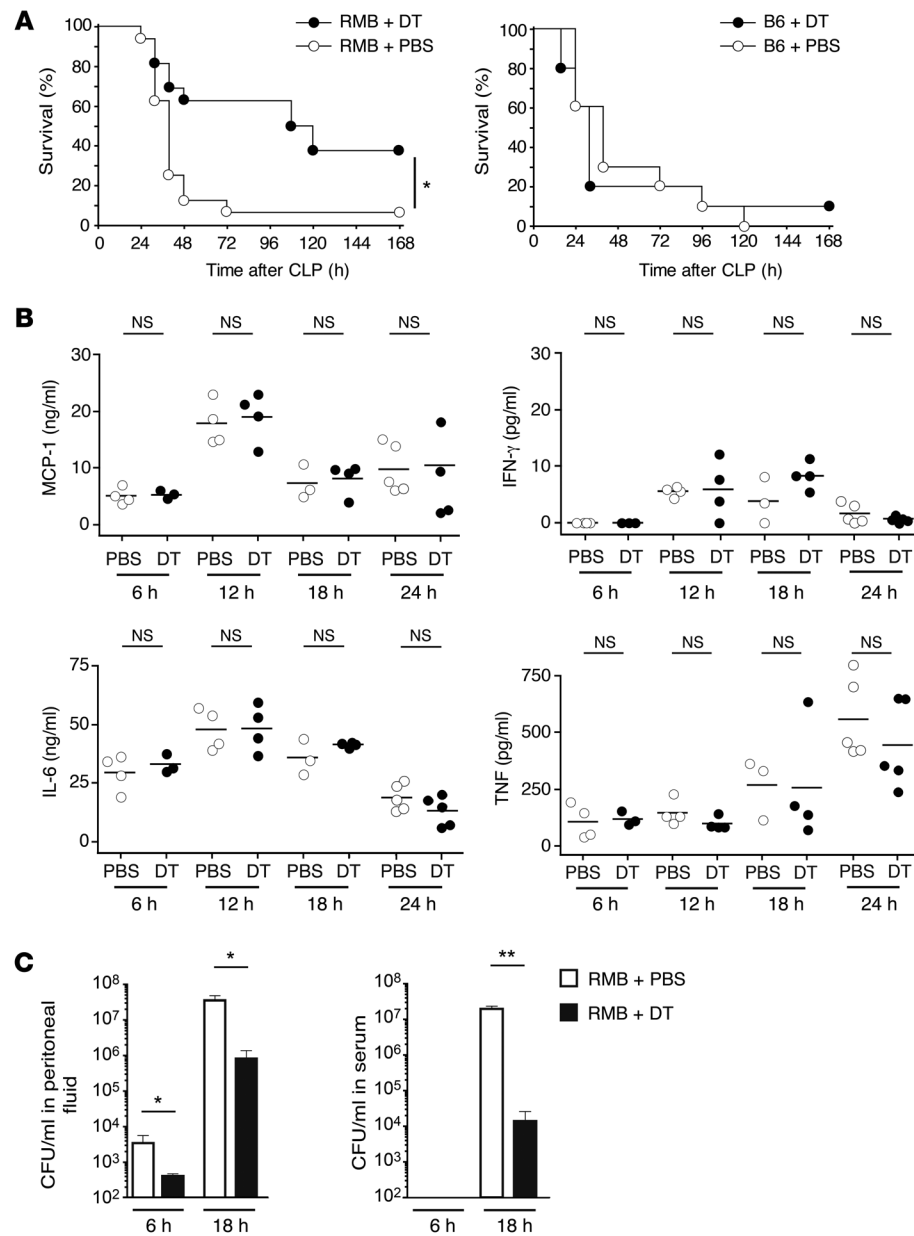 A
RMB + DT
RMB + PBS
Survival (%)
100
80
60
40
20
0
*
0 24 48 72 96 120 144 168
Time after CLP (h)
B6 + DT
B6 + PBS
Survival (%)
100
80
60
40
20
0
0 24 48 72 96 120 144 168
Time after CLP (h)
B
NS NS NS NS
MCP-1 (ng/ml)
30
20
10
0
PBS DT PBS DT PBS DT PBS DT
6 h 12 h 18 h 24 h
NS NS NS NS
IFN-γ (pg/ml)
30
20
10
0
PBS DT PBS DT PBS DT PBS DT
6 h 12 h 18 h 24 h
NS NS NS NS
IL-6 (ng/ml)
75
50
25
0
PBS DT PBS DT PBS DT PBS DT
6 h 12 h 18 h 24 h
NS NS NS NS
TNF (pg/ml)
750
500
250
0
PBS DT PBS DT PBS DT PBS DT
6 h 12 h 18 h 24 h
C
CFU/ml in peritoneal
fluid
10⁸
10⁷
10⁶
10⁵
10⁴
10³
10²
*
*
6 h 18 h
CFU/ml in serum
10⁸
10⁷
10⁶
10⁵
10⁴
10³
10²
**
6 h 18 h
RMB + PBS
RMB + DT